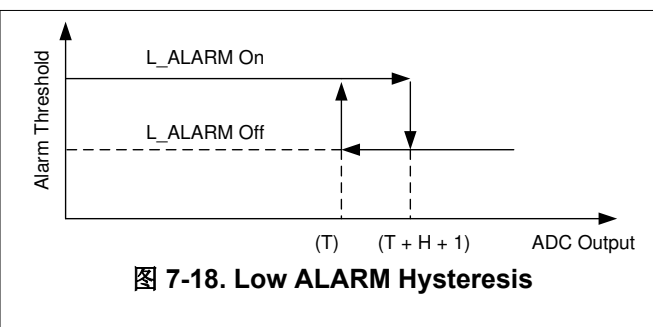 Alarm Threshold
L_ALARM On
L_ALARM Off
(T)
(T + H + 1)
ADC Output
图 7-18. Low ALARM Hysteresis